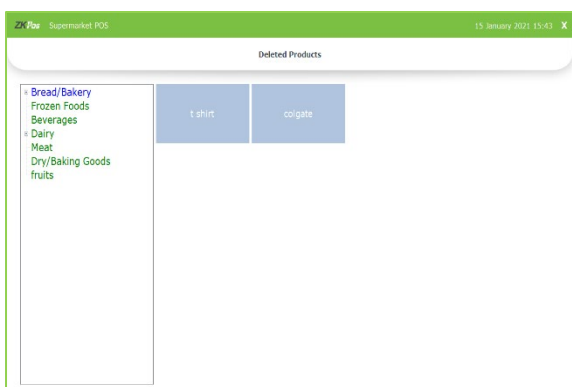 ZKPos Supermarket POS 15 January 2021 15:43 X
Deleted Products
Bread/Bakery
Frozen Foods
Beverages
Dairy
Meat
Dry/Baking Goods
fruits
t shirt
colgate